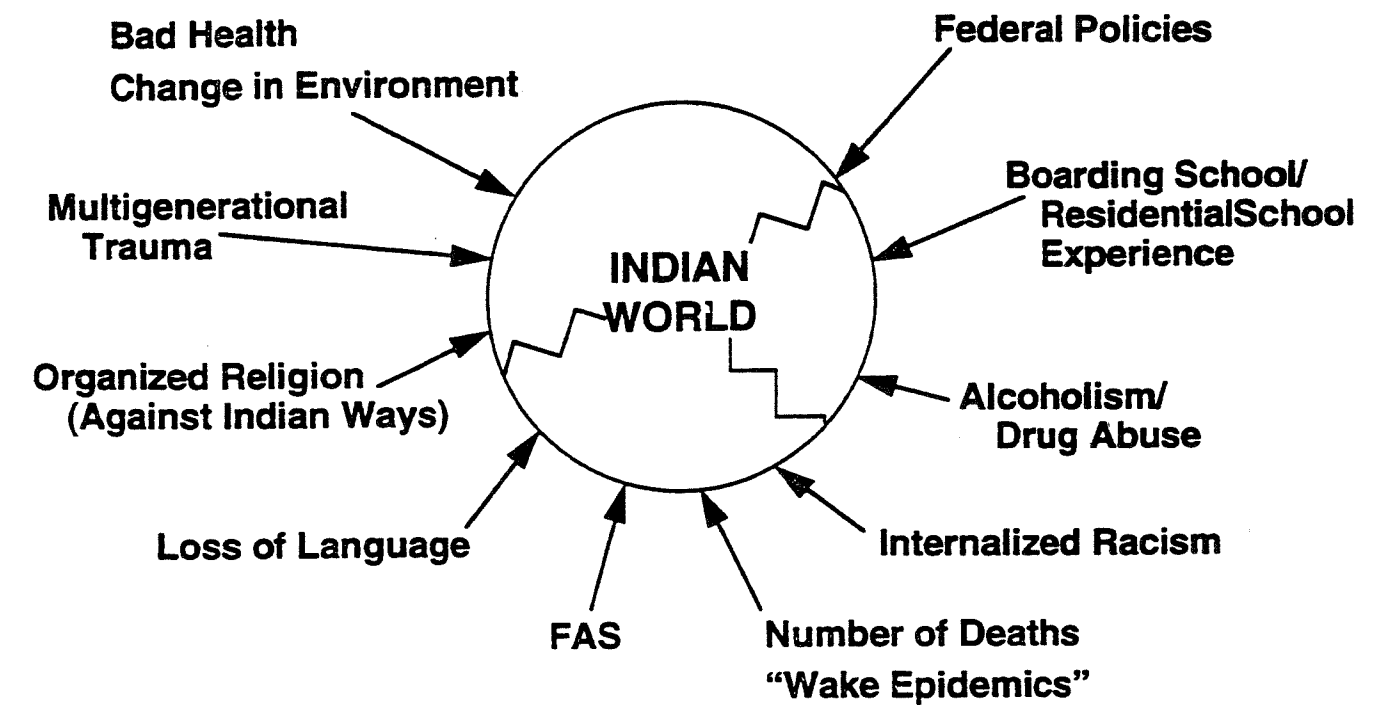 Bad Health
Change in Environment
Federal Policies
Multigenerational
Trauma
Boarding School/
ResidentialSchool
Experience
INDIAN
WORLD
Organized Religion
(Against Indian Ways)
Alcoholism/
Drug Abuse
Loss of Language
Internalized Racism
FAS
Number of Deaths
“Wake Epidemics”